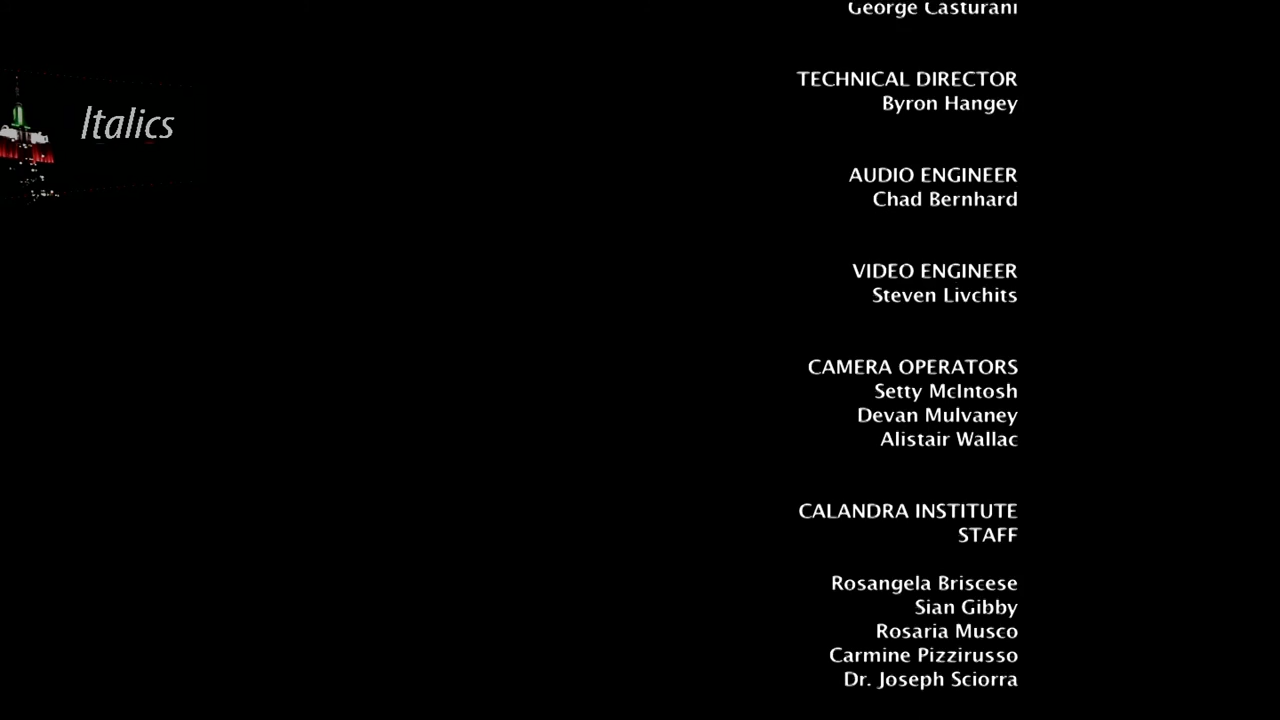 George Casturani
Italics
TECHNICAL DIRECTOR
Byron Hangey
AUDIO ENGINEER
Chad Bernhard
VIDEO ENGINEER
Steven Livchits
CAMERA OPERATORS
Setty McIntosh
Devan Mulvaney
Alistair Wallac
CALANDRA INSTITUTE
STAFF
Rosangela Briscese
Sian Gibby
Rosaria Musco
Carmine Pizzirusso
Dr. Joseph Sciorra